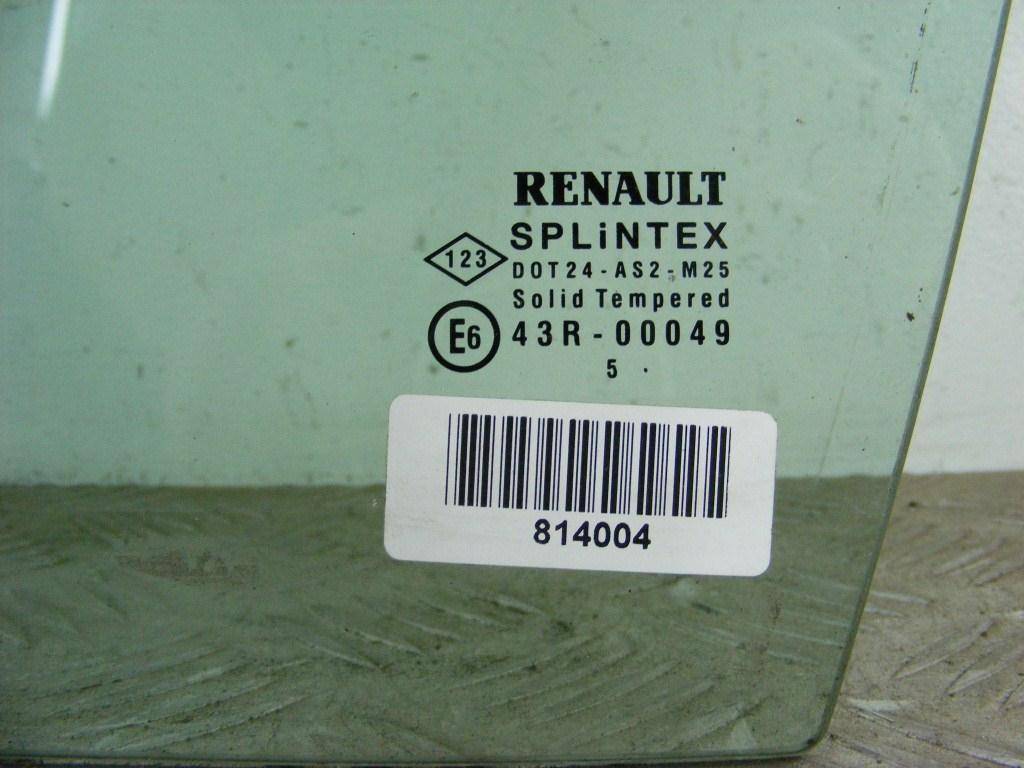 RENAULT
SPLiNTEX
123
DOT24-AS2-M25
Solid Tempered
E6 43R-00049
5 .
814004